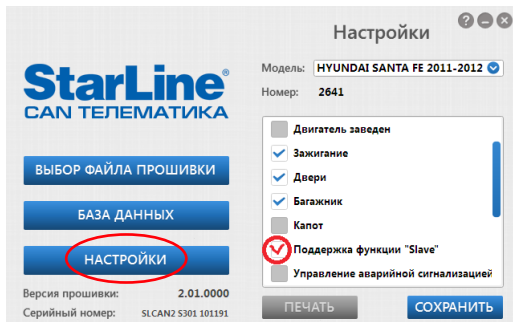 StarLine®
CAN ТЕЛЕМАТИКА
ВЫБОР ФАЙЛА ПРОШИВКИ
БАЗА ДАННЫХ
НАСТРОЙКИ
Версия прошивки: 2.01.0000
Серийный номер: SLCAN2 S301 101191
Настройки
Модель: HYUNDAI SANTA FE 2011-2012
Номер: 2641
Двигатель заведен
Зажигание
Двери
Багажник
Капот
Поддержка функции "Slave"
Управление аварийной сигнализацией
ПЕЧАТЬ
СОХРАНИТЬ